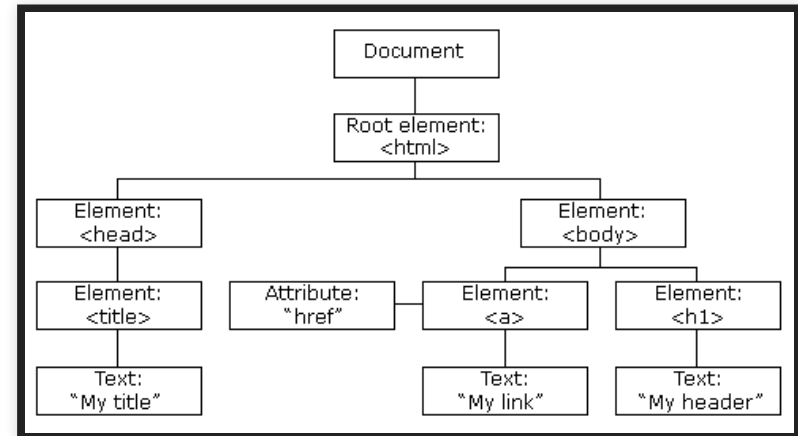 Document
Root element:
<html>
Element:
<head>
Element:
<body>
Element:
<title>
Attribute:
“href”
Element:
<a>
Element:
<h1>
Text:
“My title”
Text:
“My link”
Text:
“My header”